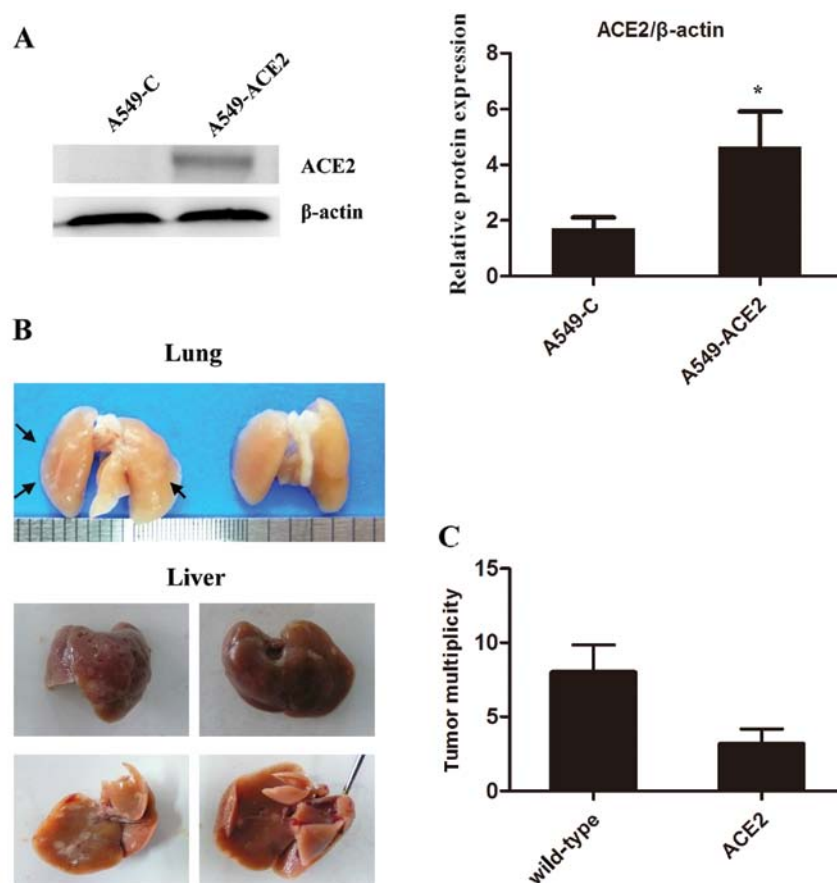 A
A549-C
A549-ACE2
ACE2
β-actin
ACE2/β-actin
Relative protein expression
8
6
4
2
0
*
A549-C
A549-ACE2
B
Lung
Liver
C
Tumor multiplicity
15
10
5
0
wild-type
ACE2